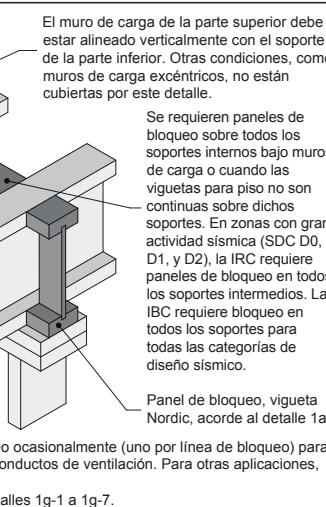 El muro de carga de la parte superior debe
estar alineado verticalmente con el soporte
de la parte inferior. Otras condiciones, como
muros de carga excéntricos, no están
cubiertas por este detalle.
Se requieren paneles de
bloqueo sobre todos los
soportes internos bajo muros
de carga o cuando las
viguetas para piso no son
continuas sobre dichos
soportes. En zonas con gran
actividad sísmica (SDC D0,
D1, y D2), la IRC requiere
paneles de bloqueo en todos
los soportes intermedios. La
IBC requiere bloqueo en
todos los soportes para
todas las categorías de
diseño sísmico.
Panel de bloqueo, vigueta
Nordic, acorde al detalle 1a
eo ocasionalmente (uno por línea de bloqueo) para
onductos de ventilación. Para otras aplicaciones,
alles 1g-1 a 1g-7.